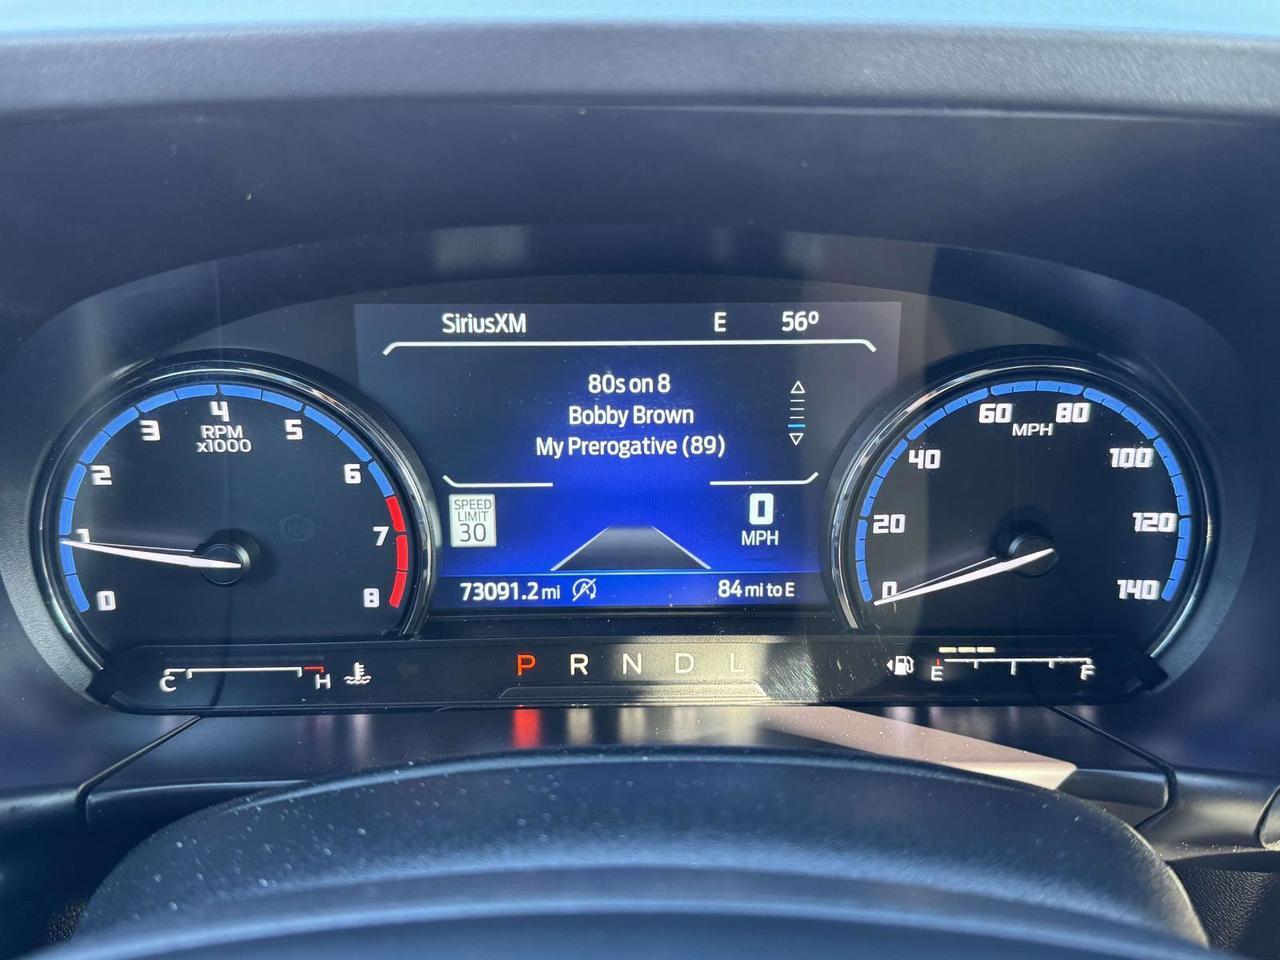 SiriusXM E 56º
80s on 8
Bobby Brown
My Prerogative (89)
SPEED
LIMIT
30
0
MPH
73091.2 mi 84 mi to E
0 1 2 3 4 5 6 7 8
RPM
x1000
0 20 40 60 80 100 120 140
MPH
C H
P R N D L
E F